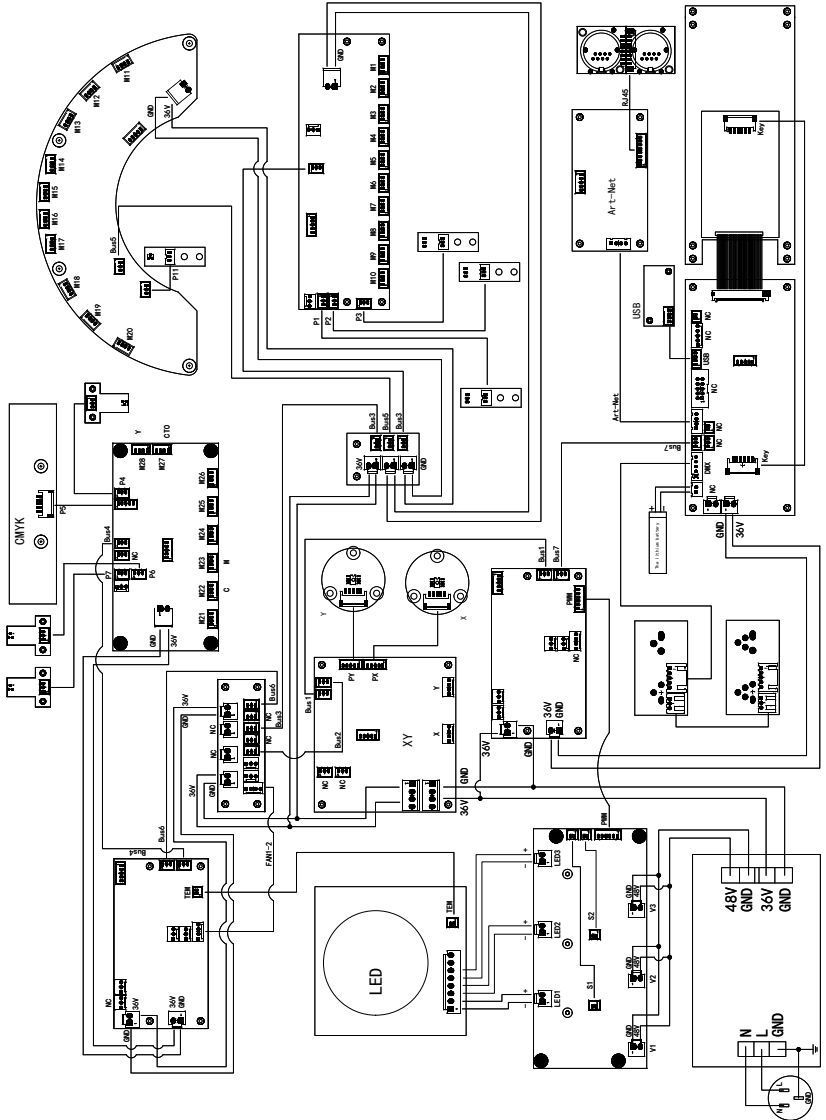 M11
M12
M13
M14
M15
M16
M17
M18
M19
M20
GND
36V
Bus5
P11
GND
M1
M2
M3
M4
M5
M6
M7
M8
M9
M10
P1
P2
P3
RJ45
Art-Net
Key
USB
Art-Net
NC
NC
USB
NC
NC
Bus7
DMX
NC
Key
GND
36V
CMYK
P5
Y
CTO
M28
M27
P4
Bus4
NC
P7
P6
M26
M25
M24
M23
M22
M21
M
C
GND
36V
Bus3
Bus5
Bus3
36V
GND
Y
X
Bus1
Bus7
PWM
NC
36V
GND
36V
GND
PY
PX
Bus1
XY
Y
X
NC
NC
36V
GND
Bus6
Bus3
Bus2
36V
GND
NC
NC
NC
NC
36V
GND
FAN1-2
Bus6
Bus4
TEM
NC
36V
GND
36V
GND
LED
TEM
PWM
LED3
LED2
LED1
+
-
+
-
+
-
S2
S1
GND
48V
V3
GND
48V
V2
GND
48V
V1
48V
GND
36V
GND
N
L
GND
N
L
GND